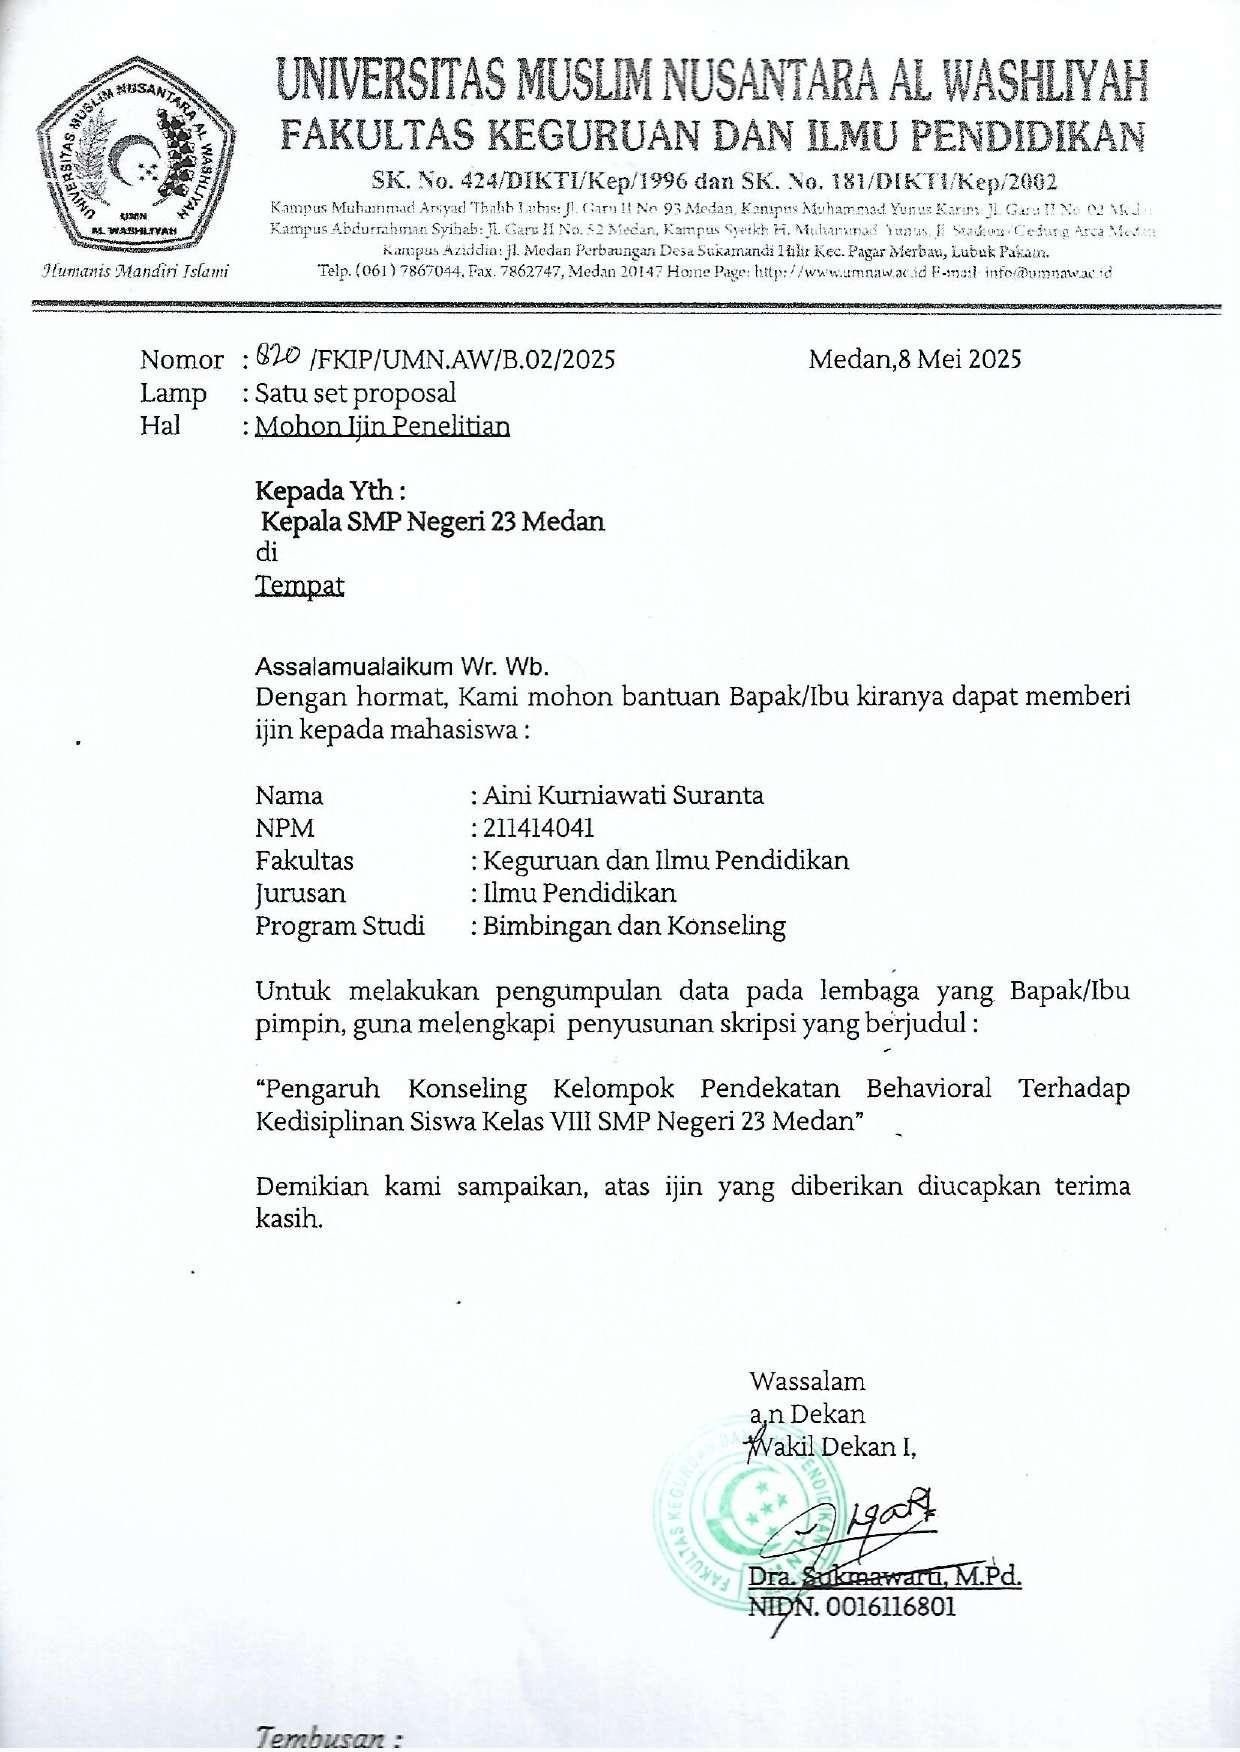 UNIVERSITAS MUSLIM NUSANTARA AL WASHLIYAH
FAKULTAS KEGURUAN DAN ILMU PENDIDIKAN
SK. No. 424/DIKTI/Kep/1996 dan SK. No. 181/DIKTI/Kep/2002
Kampus Muhammad Arsyad Thalib Lubis: Jl. Garu II No 93 Medan, Kampus Muhammad Yunus Karim Jl. Garu II No 02
Kampus Abdurrahman Syihab: Jl. Garu II No. 52 Medan, Kampus Syeikh H. Muhammad Yunus, Jl Gedung Arca Medan
Kampus Aziddin: Jl. Medan Perbaungan Desa Sukamandi Hilir Kec. Pagar Merbau, Lubuk Pakam.
Telp. (061) 7867044, Fax. 7862747, Medan 20147 Home Page: http://www.umnaw.ac.id E-mail info@umnaw.ac.id
UNIVERSITAS MUSLIM NUSANTARA AL WASHLIYAH
UMN
AL WASHLIYAH
Humanis Mandiri Islami
Nomor : 820 /FKIP/UMN.AW/B.02/2025 Medan,8 Mei 2025
Lamp : Satu set proposal
Hal : Mohon Ijin Penelitian
Kepada Yth :
Kepala SMP Negeri 23 Medan
di
Tempat
Assalamualaikum Wr. Wb.
Dengan hormat, Kami mohon bantuan Bapak/Ibu kiranya dapat memberi
ijin kepada mahasiswa :
Nama : Aini Kurniawati Suranta
NPM : 211414041
Fakultas : Keguruan dan Ilmu Pendidikan
Jurusan : Ilmu Pendidikan
Program Studi : Bimbingan dan Konseling
Untuk melakukan pengumpulan data pada lembaga yang Bapak/Ibu
pimpin, guna melengkapi penyusunan skripsi yang berjudul :
“Pengaruh Konseling Kelompok Pendekatan Behavioral Terhadap
Kedisiplinan Siswa Kelas VIII SMP Negeri 23 Medan”
Demikian kami sampaikan, atas ijin yang diberikan diucapkan terima
kasih.
Wassalam
a.n Dekan
Wakil Dekan I,
Dra. Sukmawarti, M.Pd.
NIDN. 0016116801
Tembusan :